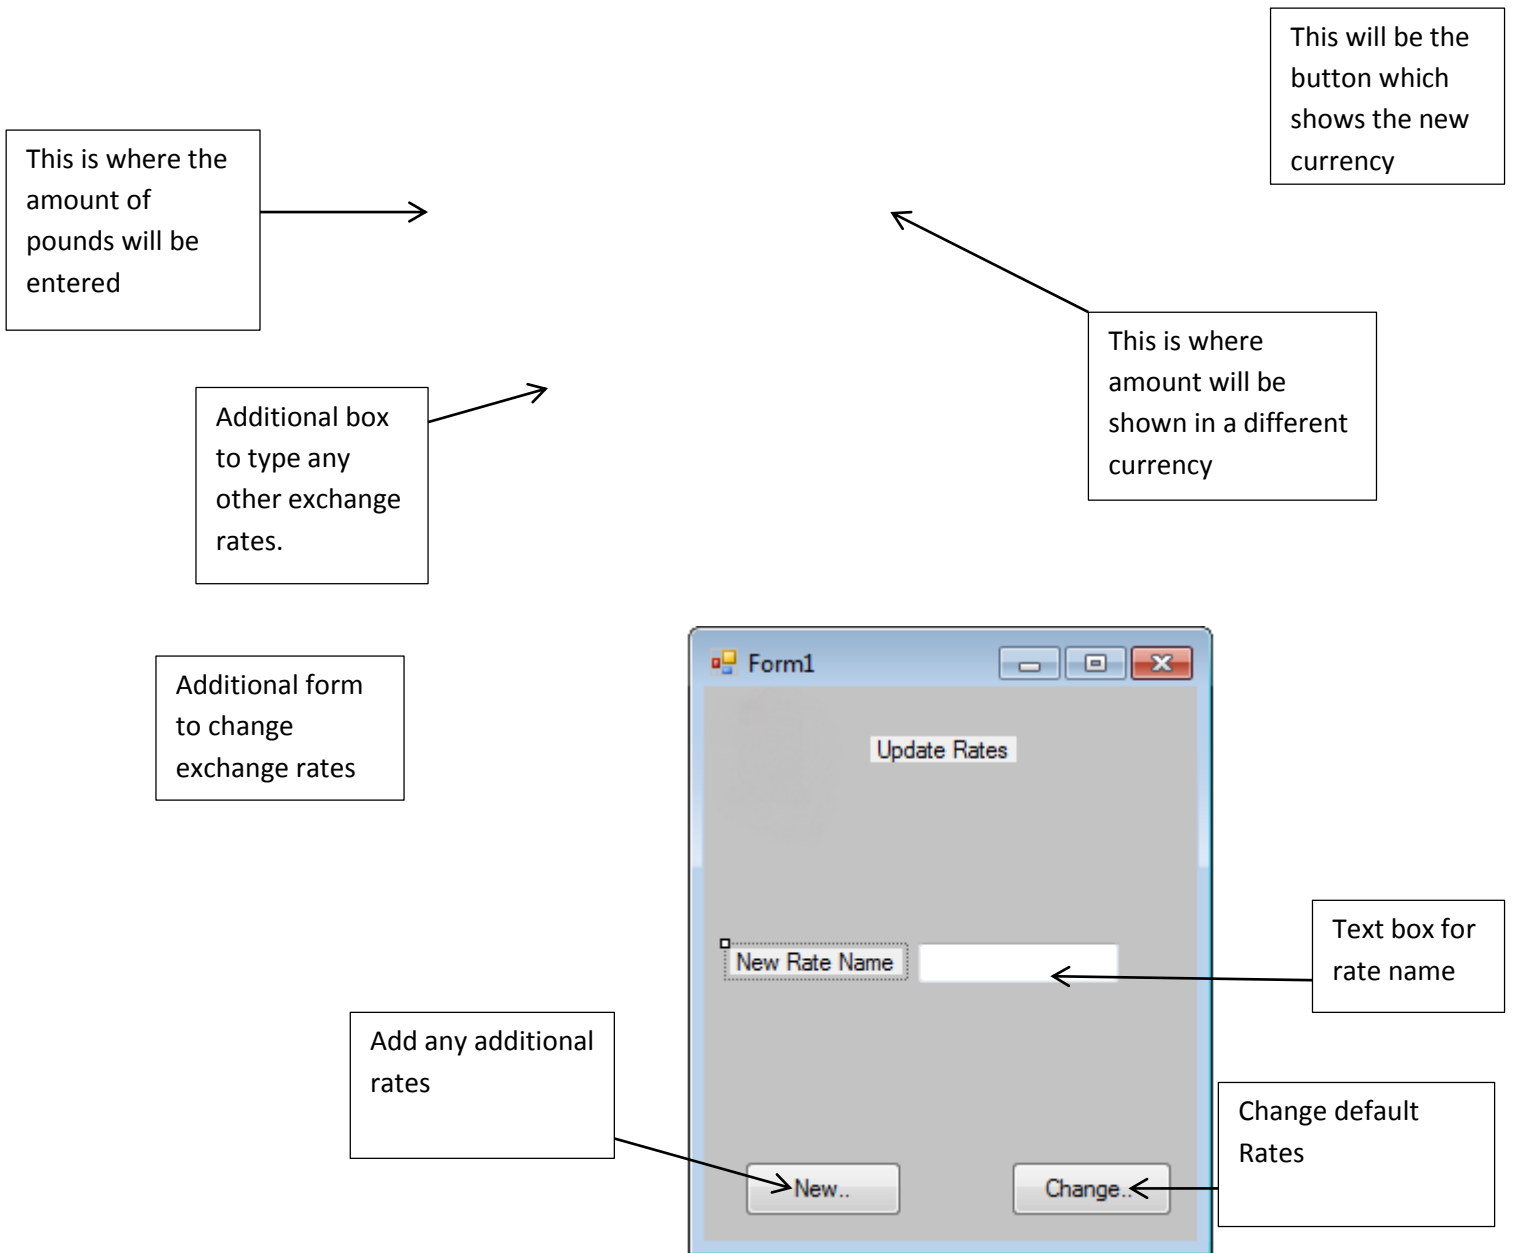 This will be the
button which
shows the new
currency
This is where the
amount of
pounds will be
entered
This is where
amount will be
shown in a different
currency
Additional box
to type any
other exchange
rates.
Additional form
to change
exchange rates
Form1
Update Rates
New Rate Name
Text box for
rate name
Add any additional
rates
Change default
Rates
New..
Change..